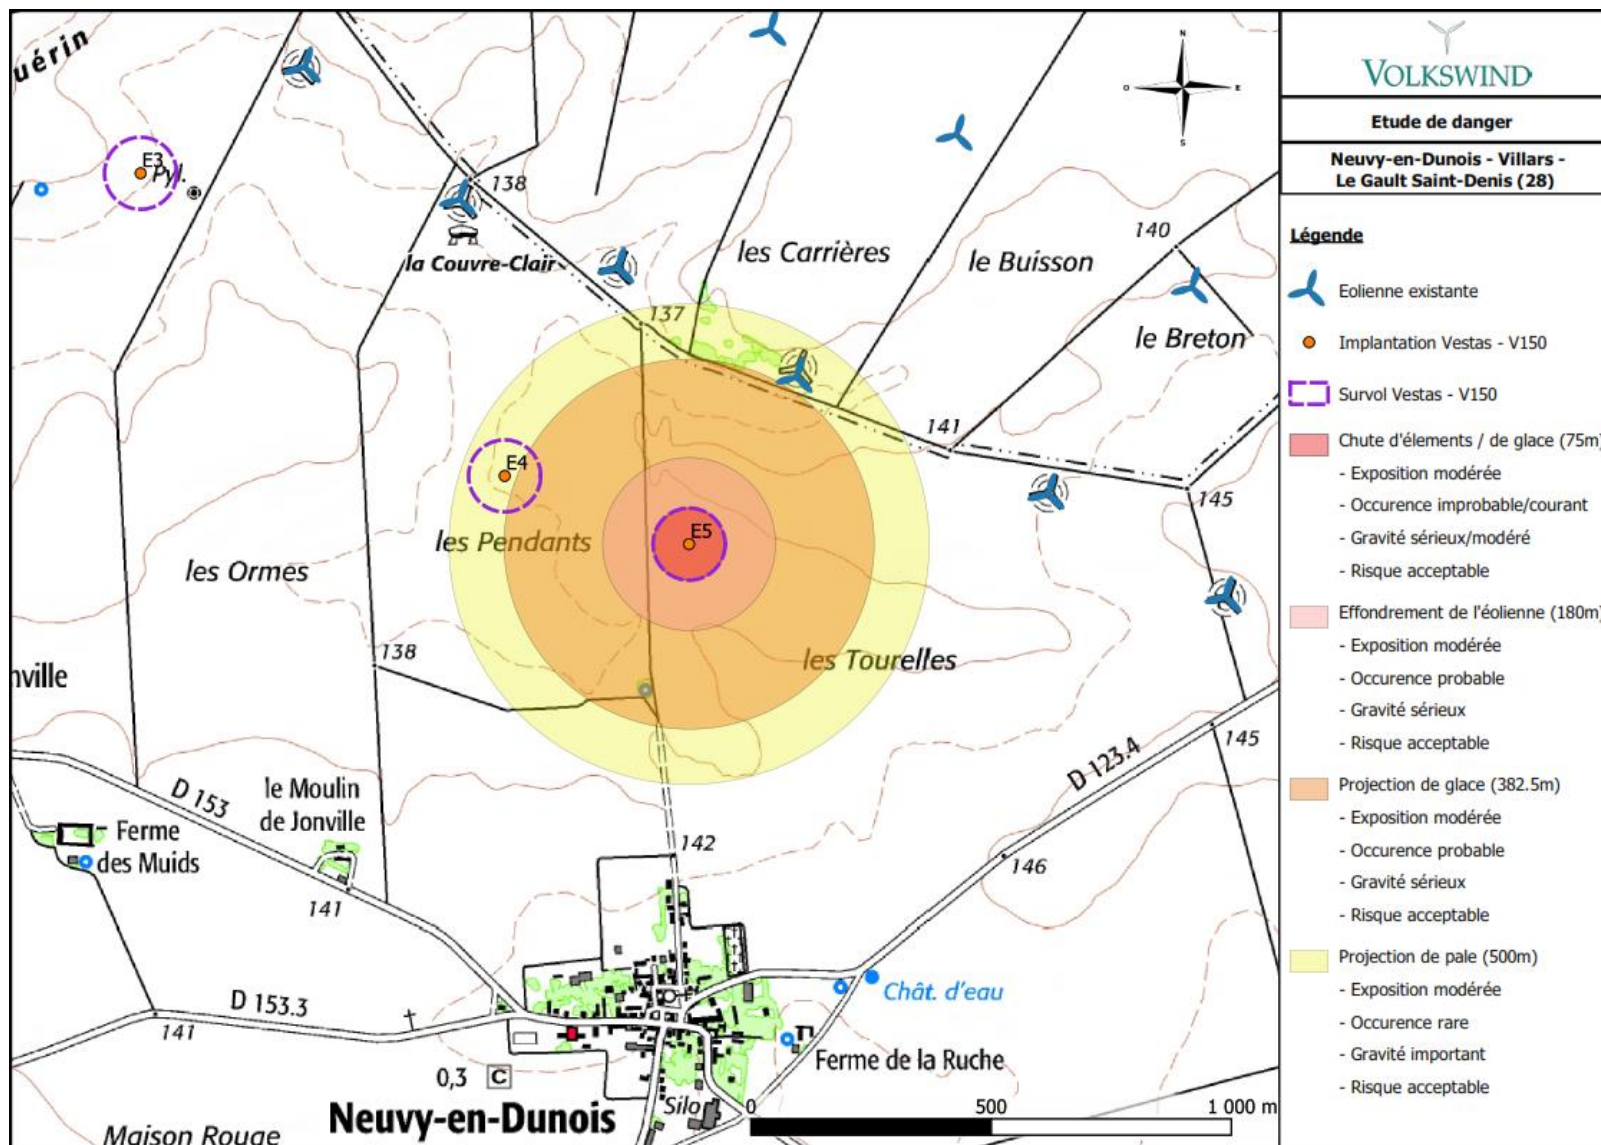 uérin
N
O
E
S
E3
Pyl.
138
la Couvre-Clair
les Carrières
le Buisson
140
le Breton
137
141
145
E4
E5
les Pendants
les Ormes
138
les Tourelles
nville
145
D 123.4
D 153
le Moulin
de Jonville
Ferme
des Muids
142
146
141
D 153.3
141
Chât. d'eau
Ferme de la Ruche
0,3 C
Neuvy-en-Dunois
Silo
0 500 1 000 m
Maison Rouge
VOLKSWIND
Etude de danger
Neuvy-en-Dunois - Villars -
Le Gault Saint-Denis (28)
Légende
Eolienne existante
Implantation Vestas - V150
Survol Vestas - V150
Chute d'élements / de glace (75m)
- Exposition modérée
- Occurence improbable/courant
- Gravité sérieux/modéré
- Risque acceptable
Effondrement de l'éolienne (180m)
- Exposition modérée
- Occurence probable
- Gravité sérieux
- Risque acceptable
Projection de glace (382.5m)
- Exposition modérée
- Occurence probable
- Gravité sérieux
- Risque acceptable
Projection de pale (500m)
- Exposition modérée
- Occurence rare
- Gravité important
- Risque acceptable